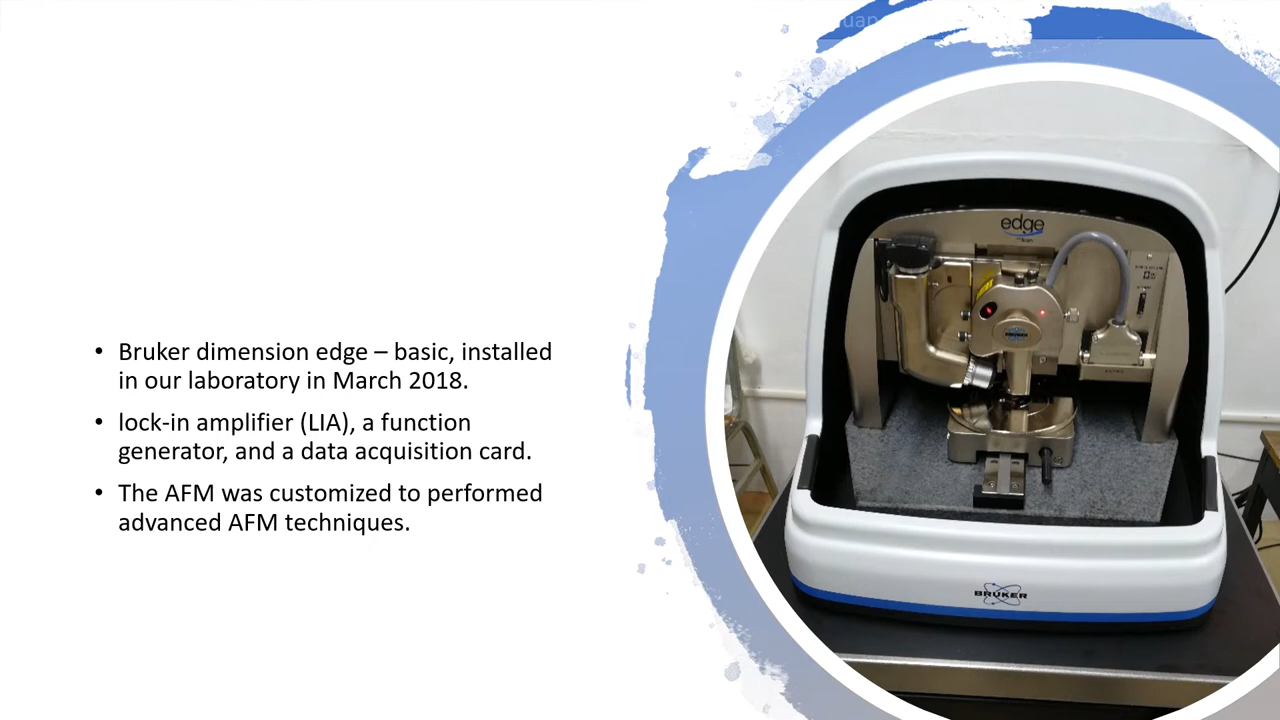 • Bruker dimension edge – basic, installed
in our laboratory in March 2018.
• lock-in amplifier (LIA), a function
generator, and a data acquisition card.
• The AFM was customized to performed
advanced AFM techniques.
edge
BRUKER